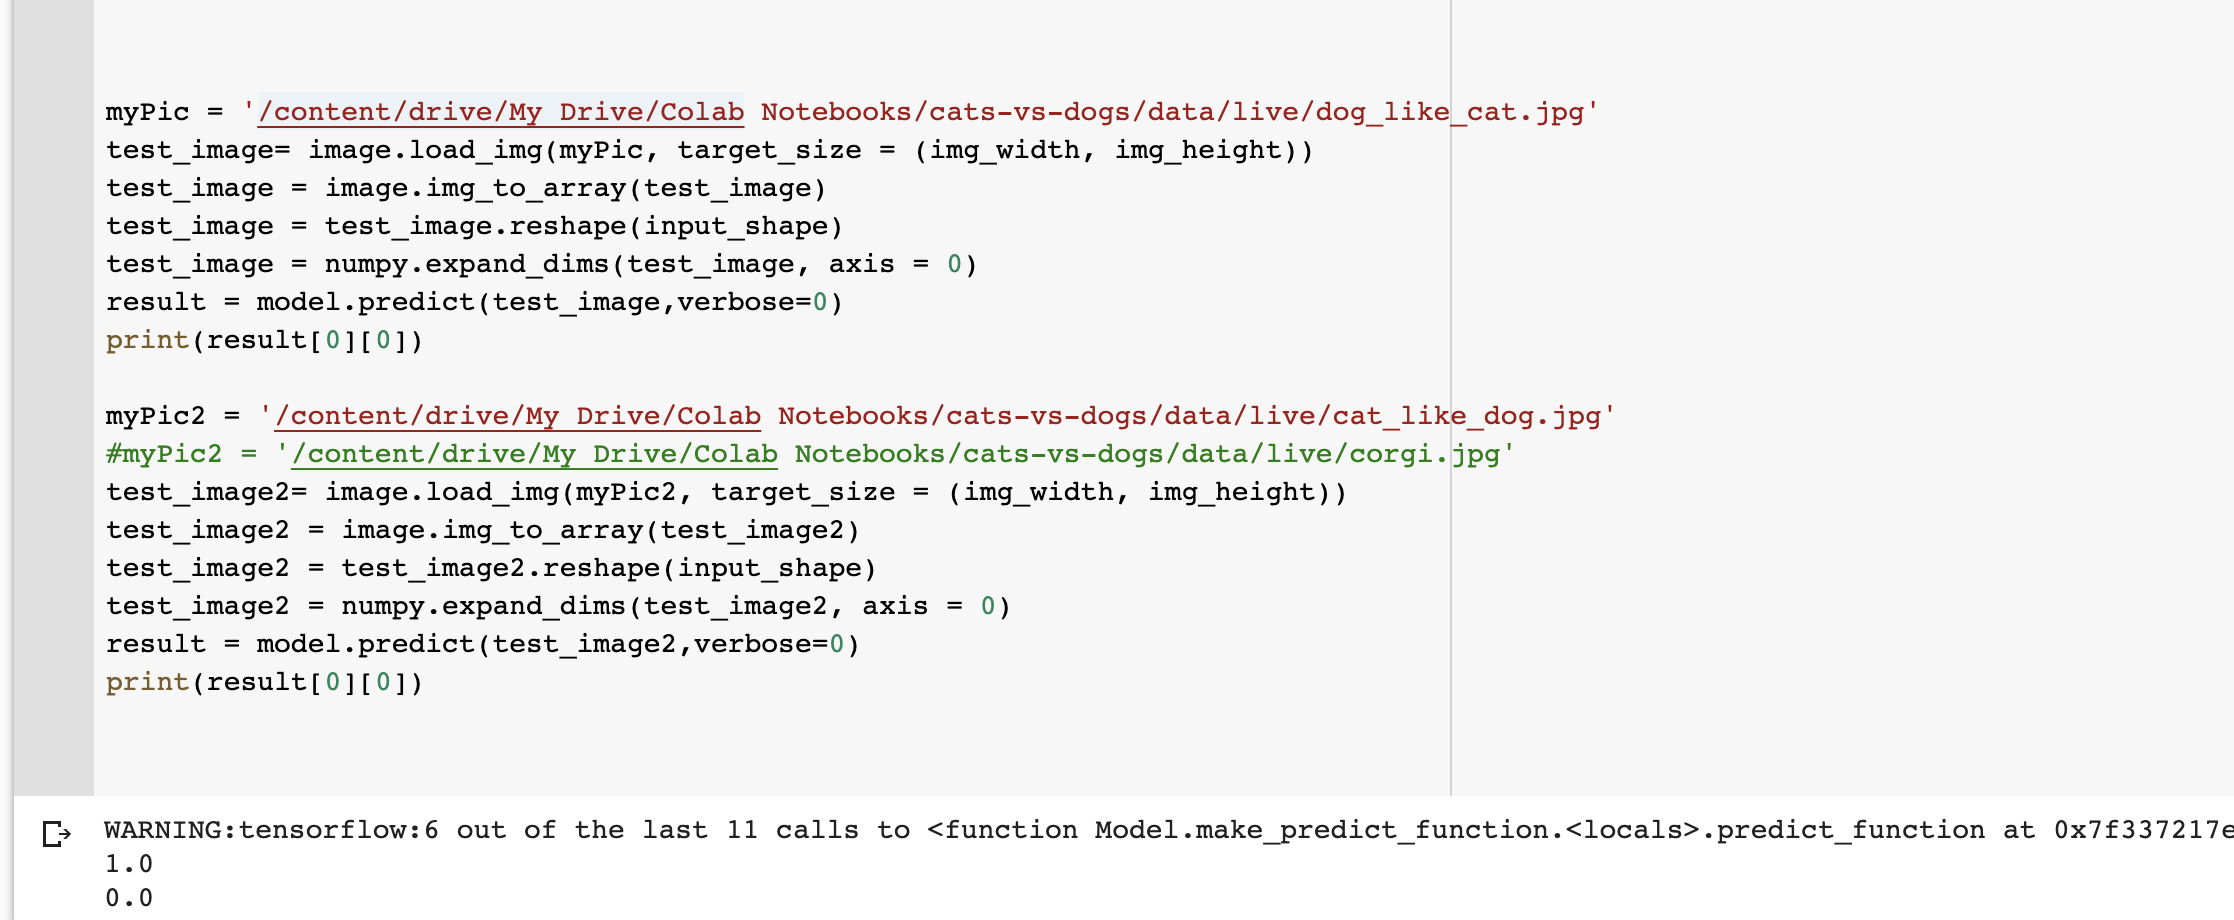 myPic = '/content/drive/My Drive/Colab Notebooks/cats-vs-dogs/data/live/dog_like_cat.jpg'
test_image= image.load_img(myPic, target_size = (img_width, img_height))
test_image = image.img_to_array(test_image)
test_image = test_image.reshape(input_shape)
test_image = numpy.expand_dims(test_image, axis = 0)
result = model.predict(test_image,verbose=0)
print(result[0][0])
myPic2 = '/content/drive/My Drive/Colab Notebooks/cats-vs-dogs/data/live/cat_like_dog.jpg'
#myPic2 = '/content/drive/My Drive/Colab Notebooks/cats-vs-dogs/data/live/corgi.jpg'
test_image2= image.load_img(myPic2, target_size = (img_width, img_height))
test_image2 = image.img_to_array(test_image2)
test_image2 = test_image2.reshape(input_shape)
test_image2 = numpy.expand_dims(test_image2, axis = 0)
result = model.predict(test_image2,verbose=0)
print(result[0][0])
WARNING:tensorflow:6 out of the last 11 calls to <function Model.make_predict_function.<locals>.predict_function at 0x7f337217e
1.0
0.0